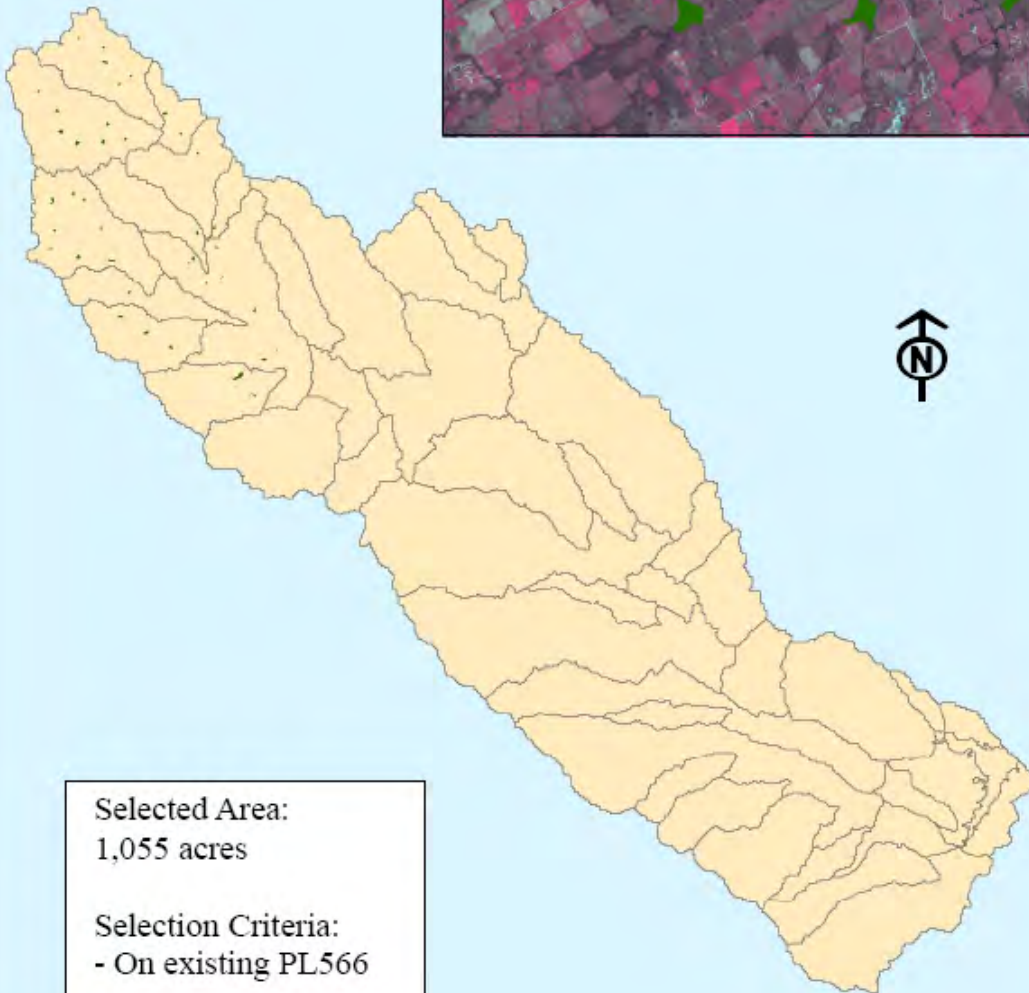 N
Selected Area:
1,055 acres
Selection Criteria:
- On existing PL566